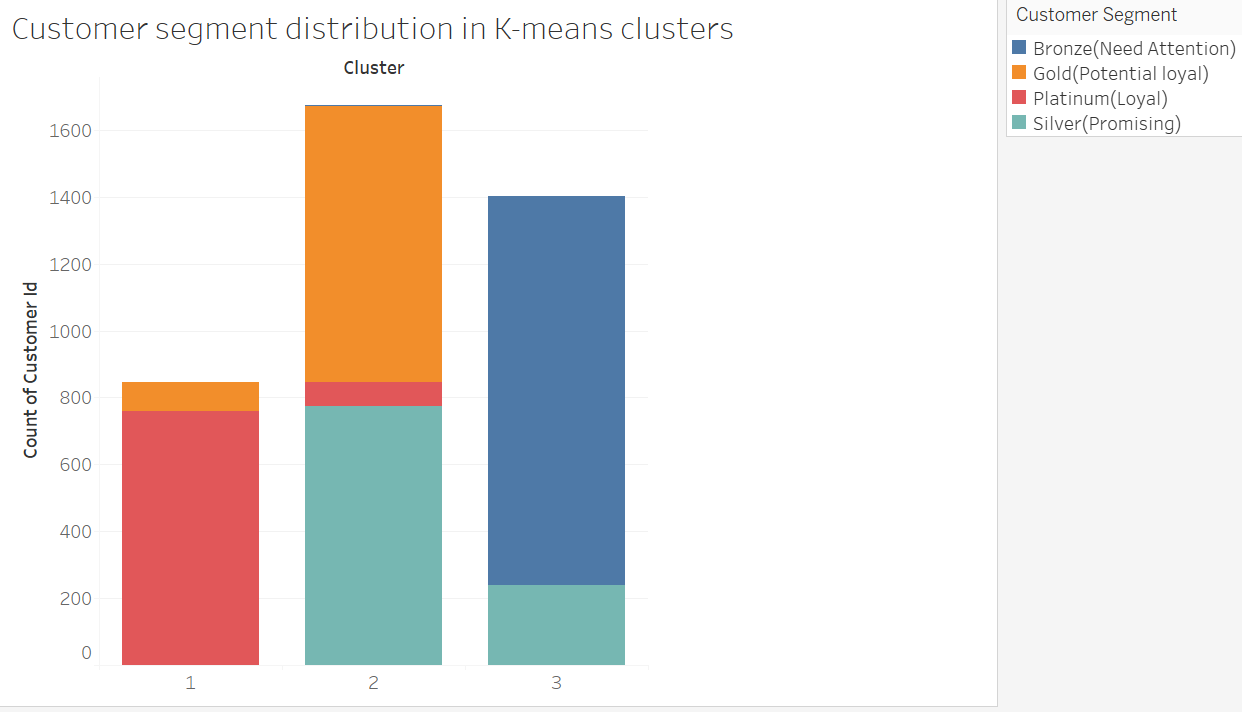 Customer segment distribution in K-means clusters
Cluster
Count of Customer Id
1600
1400
1200
1000
800
600
400
200
0
1 2 3
Customer Segment
Bronze(Need Attention)
Gold(Potential loyal)
Platinum(Loyal)
Silver(Promising)